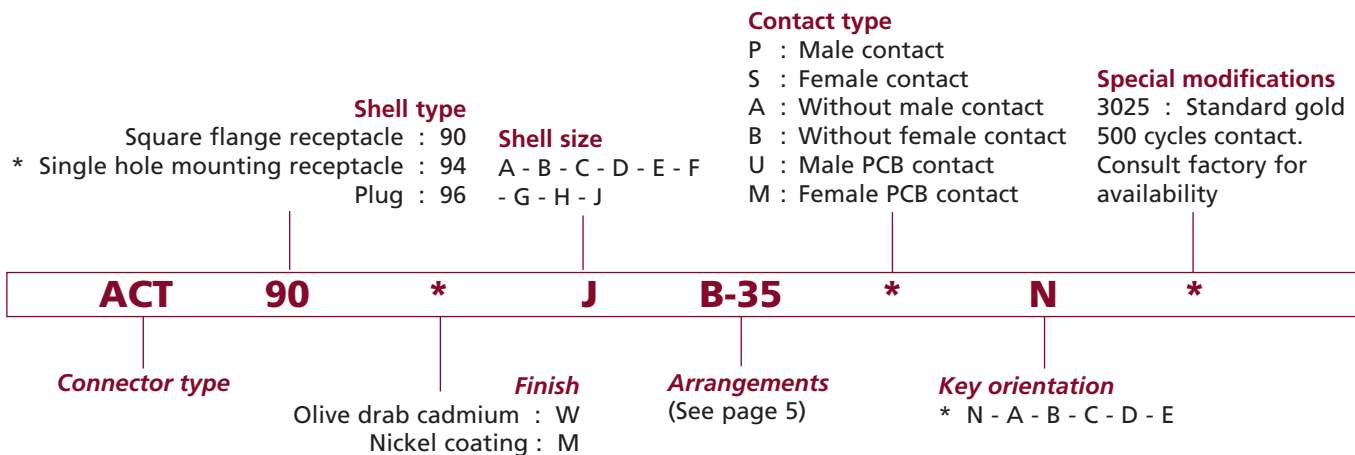 Contact type
P : Male contact
S : Female contact
A : Without male contact
B : Without female contact
U : Male PCB contact
M : Female PCB contact
Special modifications
3025 : Standard gold
500 cycles contact.
Consult factory for
availability
Shell type
Square flange receptacle : 90
* Single hole mounting receptacle : 94
Plug : 96
Shell size
A - B - C - D - E - F
- G - H - J
ACT 90 * J B-35 * N *
Connector type
Finish
Olive drab cadmium : W
Nickel coating : M
Arrangements
(See page 5)
Key orientation
* N - A - B - C - D - E